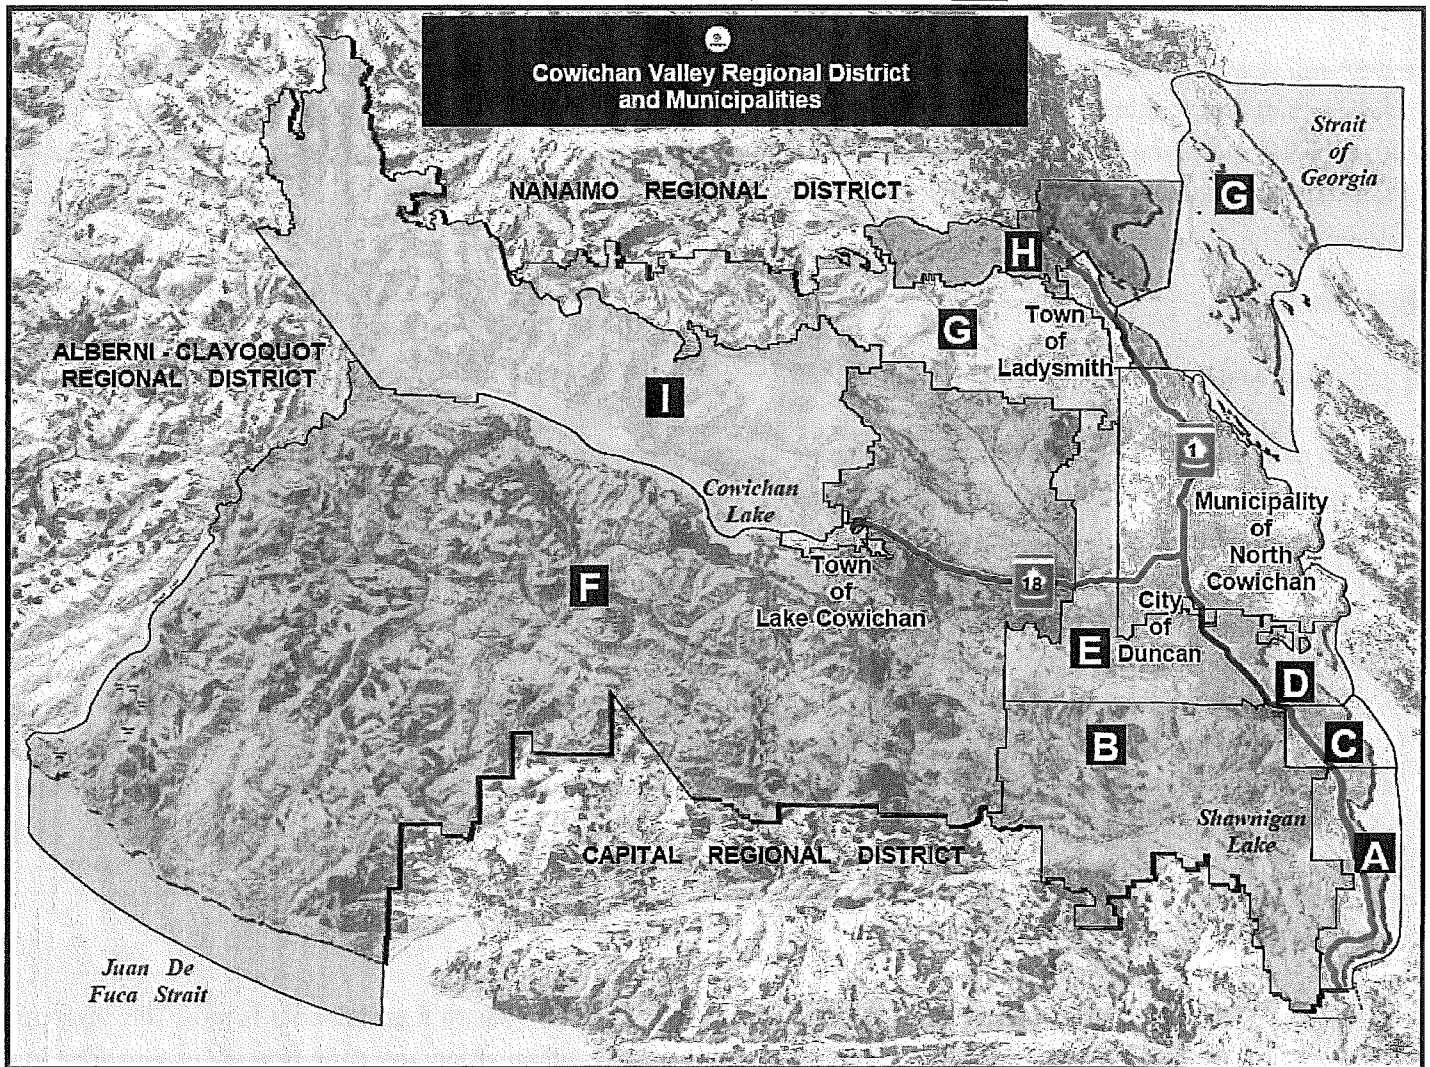 Cowichan Valley Regional District
and Municipalities
Strait
of
Georgia
NANAIMO REGIONAL DISTRICT
G
H
G
Town
of
Ladysmith
ALBERNI - CLAYOQUOT
REGIONAL DISTRICT
I
1
Cowichan
Lake
Municipality
of
North
Cowichan
F
Town
of
Lake Cowichan
18
City
of
Duncan
E
D
B
C
Shawnigan
Lake
A
CAPITAL REGIONAL DISTRICT
Juan De
Fuca Strait